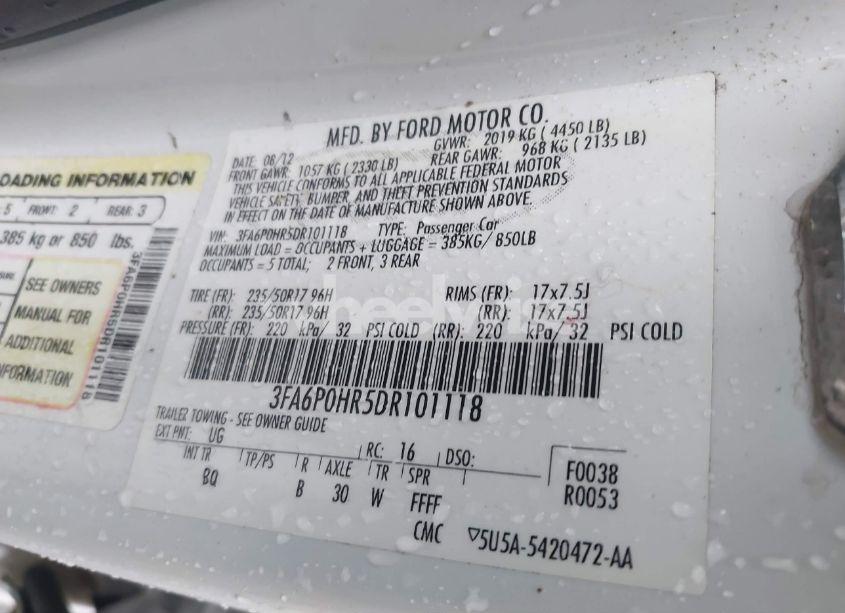 OADING INFORMATION
5 FRONT: 2 REAR: 3
385 kg or 850 lbs.
SEE OWNERS
MANUAL FOR
ADDITIONAL
FORMATION
3FA6P0HR5DR101118
MFD. BY FORD MOTOR CO.
DATE: 08/12 GVWR: 2019 KG ( 4450 LB)
FRONT GAWR: 1057 KG ( 2330 LB) REAR GAWR: 968 KG ( 2135 LB)
THIS VEHICLE CONFORMS TO ALL APPLICABLE FEDERAL MOTOR
VEHICLE SAFETY, BUMPER, AND THEFT PREVENTION STANDARDS
IN EFFECT ON THE DATE OF MANUFACTURE SHOWN ABOVE.
VIN: 3FA6P0HR5DR101118 TYPE: Passenger Car
MAXIMUM LOAD = OCCUPANTS + LUGGAGE = 385KG/ 850LB
OCCUPANTS = 5 TOTAL; 2 FRONT, 3 REAR
TIRE (FR): 235/50R17 96H RIMS (FR): 17x7.5J
(RR): 235/50R17 96H (RR): 17x7.5J
PRESSURE (FR): 220 kPa/ 32 PSI COLD (RR): 220 kPa/ 32 PSI COLD
3FA6P0HR5DR101118
TRAILER TOWING - SEE OWNER GUIDE
EXT PNT: UG RC: 16 DSO:
INT TR TP/PS R AXLE TR SPR
BQ B 30 W FFFF
F0038
R0053
CMC ▽5U5A-5420472-AA